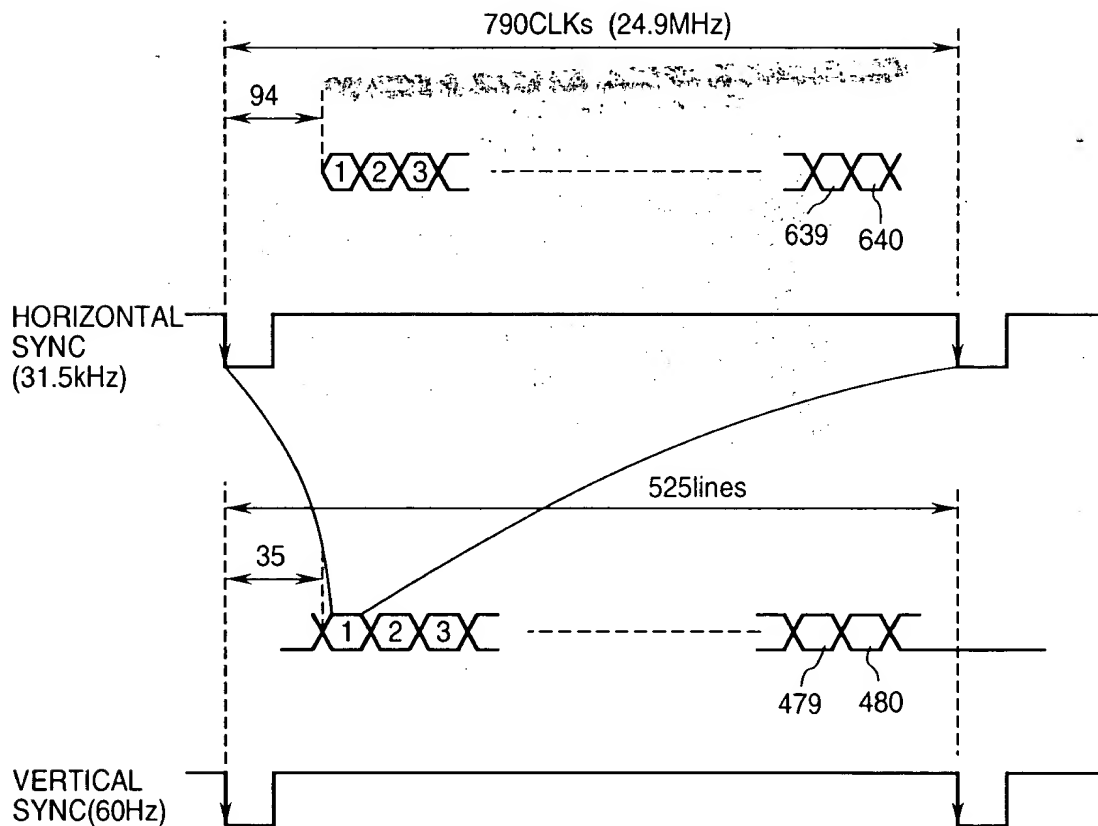 790CLKs (24.9MHz)
94
1 2 3
639 640
HORIZONTAL
SYNC
(31.5kHz)
525lines
35
1 2 3
479 480
VERTICAL
SYNC(60Hz)